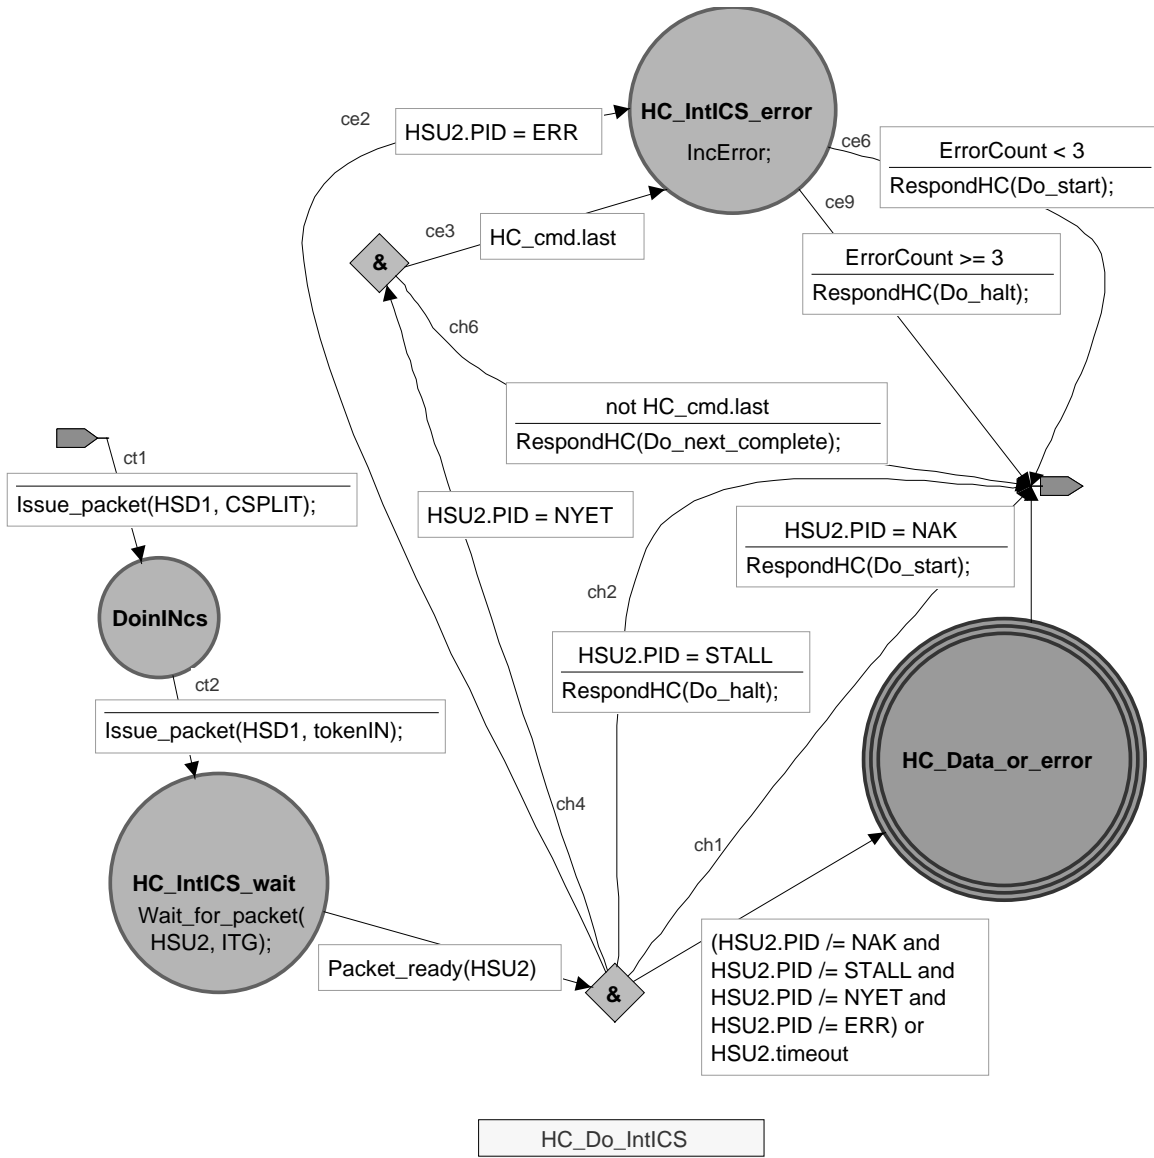 HC_IntICS_error
IncError;
ce2
HSU2.PID = ERR
ce6
ErrorCount < 3
RespondHC(Do_start);
ce3
HC_cmd.last
ce9
ErrorCount >= 3
RespondHC(Do_halt);
&
ch6
not HC_cmd.last
RespondHC(Do_next_complete);
ct1
Issue_packet(HSD1, CSPLIT);
HSU2.PID = NYET
HSU2.PID = NAK
RespondHC(Do_start);
DoinINcs
ch2
HSU2.PID = STALL
RespondHC(Do_halt);
ct2
Issue_packet(HSD1, tokenIN);
HC_Data_or_error
ch4
ch1
HC_IntICS_wait
Wait_for_packet(
HSU2, ITG);
Packet_ready(HSU2)
&
(HSU2.PID /= NAK and
HSU2.PID /= STALL and
HSU2.PID /= NYET and
HSU2.PID /= ERR) or
HSU2.timeout
HC_Do_IntICS